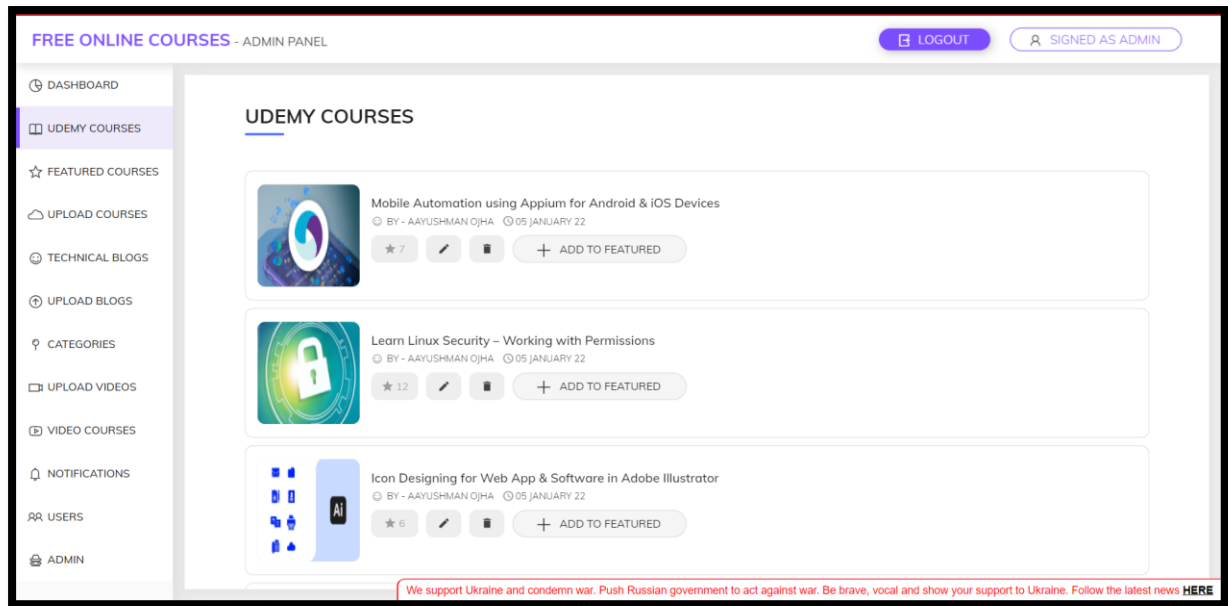 FREE ONLINE COURSES - ADMIN PANEL
LOGOUT
SIGNED AS ADMIN
DASHBOARD
UDEMY COURSES
FEATURED COURSES
UPLOAD COURSES
TECHNICAL BLOGS
UPLOAD BLOGS
CATEGORIES
UPLOAD VIDEOS
VIDEO COURSES
NOTIFICATIONS
USERS
ADMIN
UDEMY COURSES
Mobile Automation using Appium for Android & iOS Devices
BY - AAYUSHMAN OJHA 05 JANUARY 22
7 ADD TO FEATURED
Learn Linux Security – Working with Permissions
BY - AAYUSHMAN OJHA 05 JANUARY 22
12 ADD TO FEATURED
Ai
Icon Designing for Web App & Software in Adobe Illustrator
BY - AAYUSHMAN OJHA 05 JANUARY 22
6 ADD TO FEATURED
We support Ukraine and condemn war. Push Russian government to act against war. Be brave, vocal and show your support to Ukraine. Follow the latest news HERE